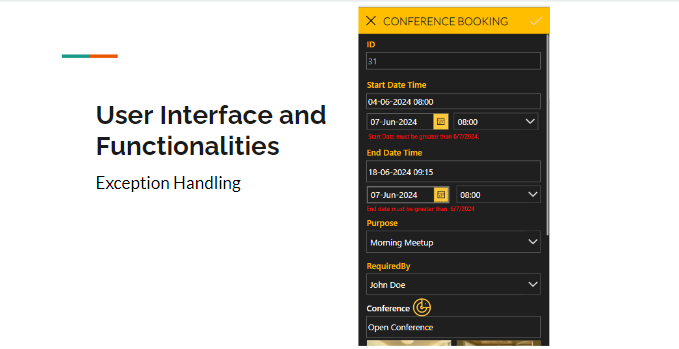 User Interface and
Functionalities
Exception Handling
CONFERENCE BOOKING
ID
31
Start Date Time
04-06-2024 08:00
07-Jun-2024 08:00
Start Date must be greater than 6/7/2024
End Date Time
18-06-2024 09:15
07-Jun-2024 08:00
End date must be greater than 6/7/2024
Purpose
Morning Meetup
RequiredBy
John Doe
Conference
Open Conference